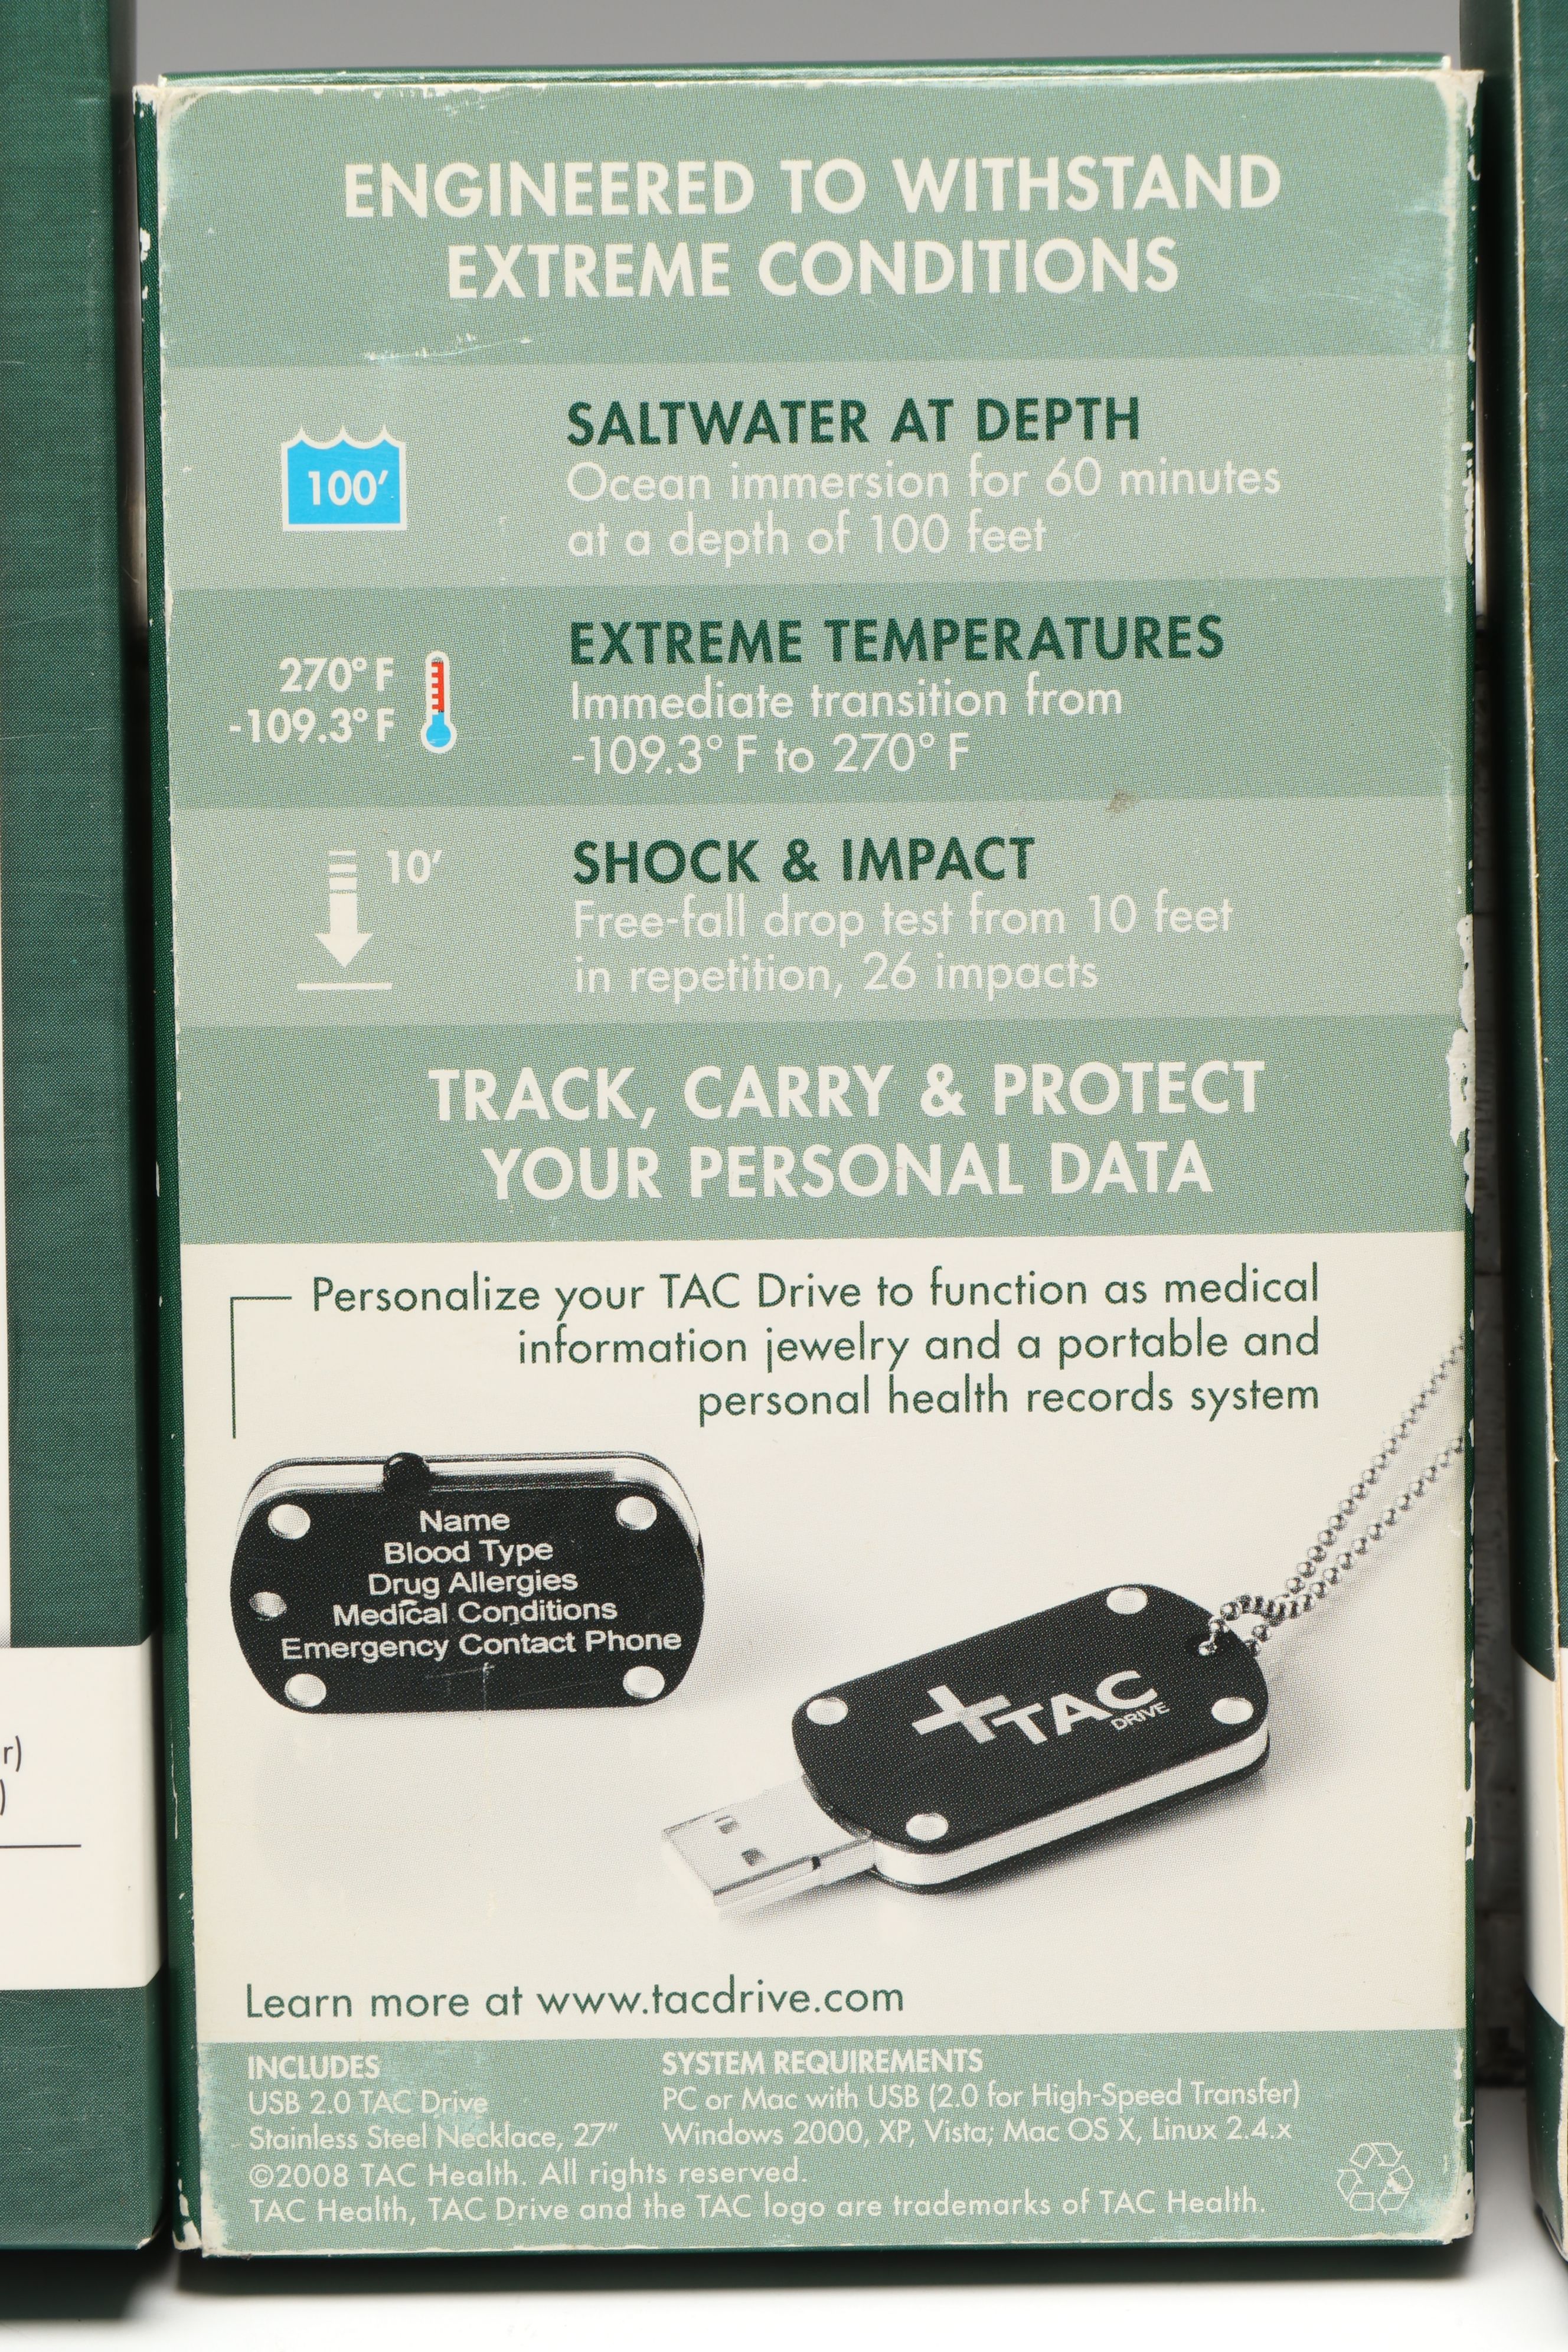 ENGINEERED TO WITHSTAND
EXTREME CONDITIONS
100′
SALTWATER AT DEPTH
Ocean immersion for 60 minutes
at a depth of 100 feet
270° F
-109.3° F
EXTREME TEMPERATURES
Immediate transition from
-109.3° F to 270° F
10′
SHOCK & IMPACT
Free-fall drop test from 10 feet
in repetition, 26 impacts
TRACK, CARRY & PROTECT
YOUR PERSONAL DATA
Personalize your TAC Drive to function as medical
information jewelry and a portable and
personal health records system
Name
Blood Type
Drug Allergies
Medical Conditions
Emergency Contact Phone
TAC
DRIVE
r)
)
Learn more at www.tacdrive.com
INCLUDES
USB 2.0 TAC Drive
Stainless Steel Necklace, 27″
SYSTEM REQUIREMENTS
PC or Mac with USB (2.0 for High-Speed Transfer)
Windows 2000, XP, Vista; Mac OS X, Linux 2.4.x
©2008 TAC Health. All rights reserved.
TAC Health, TAC Drive and the TAC logo are trademarks of TAC Health.